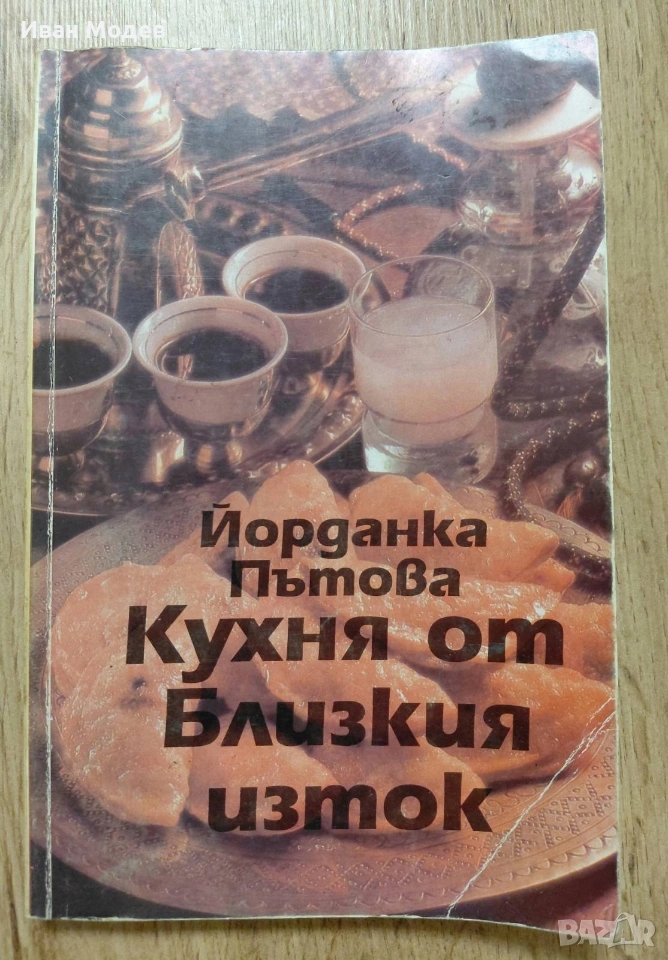 Иван Модев
Йорданка
Пътова
Кухня от
Близкия
изток
BAZAR